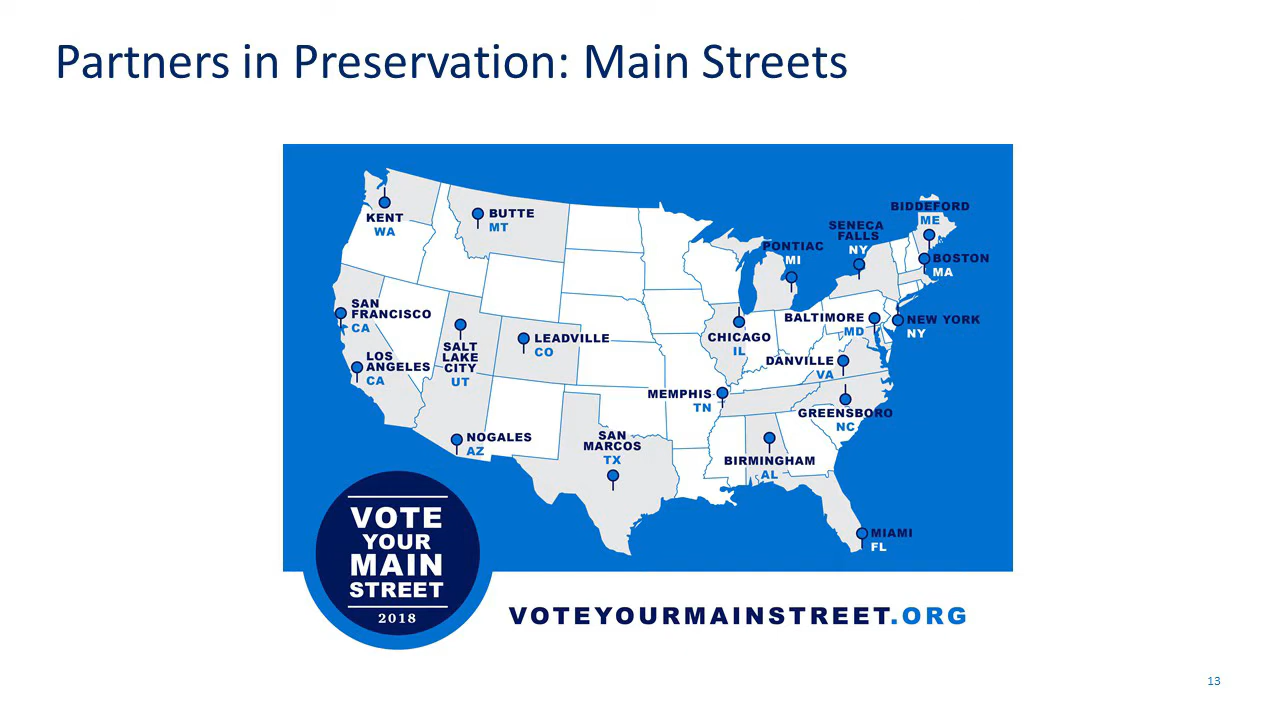 Partners in Preservation: Main Streets
KENT
WA
BUTTE
MT
BIDDEFORD
ME
SENECA
FALLS
NY
PONTIAC
MI
BOSTON
MA
SAN
FRANCISCO
CA
LOS
ANGELES
CA
SALT
LAKE
CITY
UT
LEADVILLE
CO
CHICAGO
IL
BALTIMORE
MD
NEW YORK
NY
DANVILLE
VA
MEMPHIS
TN
GREENSBORO
NC
NOGALES
AZ
SAN
MARCOS
TX
BIRMINGHAM
AL
MIAMI
FL
VOTE
YOUR
MAIN
STREET
2018
VOTEYOURMAINSTREET.ORG
13